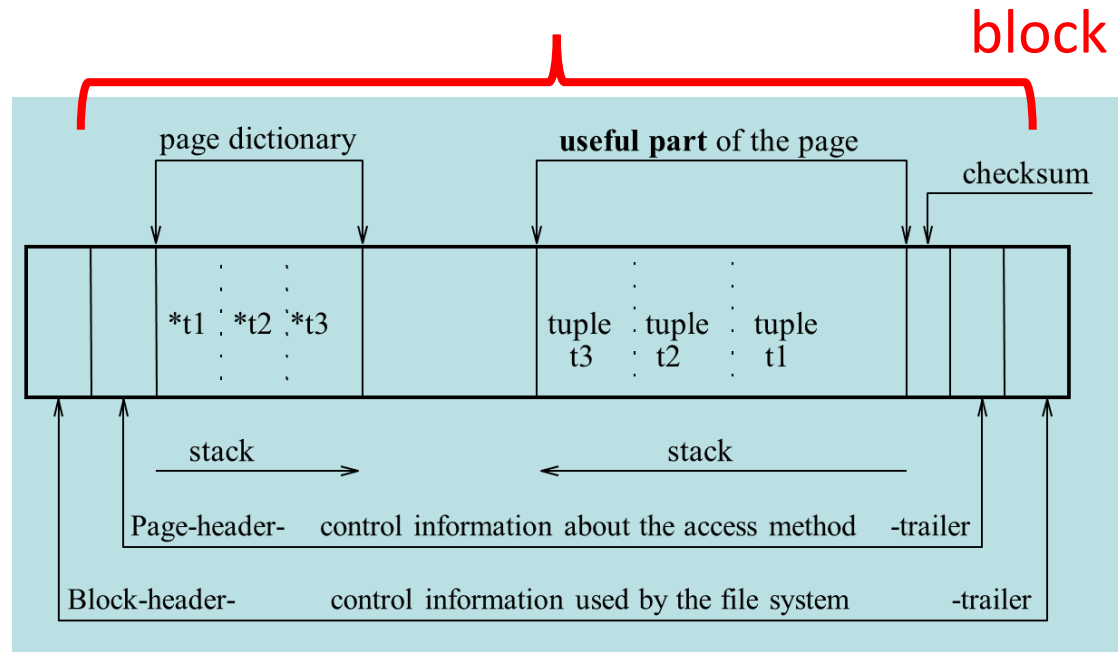 block
page dictionary
useful part of the page
checksum
*t1 *t2 *t3
tuple tuple tuple
t3 t2 t1
stack stack
Page-header- control information about the access method -trailer
Block-header- control information used by the file system -trailer